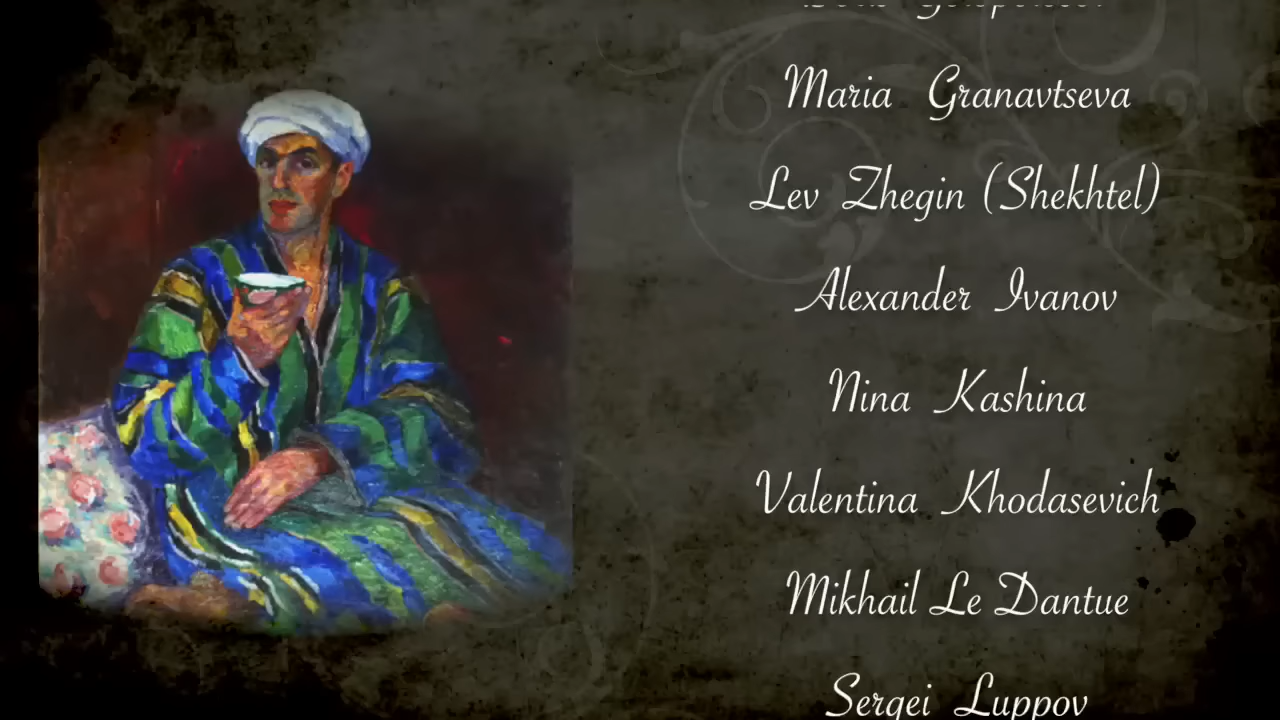 Maria Granavtseva
Lev Zhegin (Shekhtel)
Alexander Ivanov
Nina Kashina
Valentina Khodasevich
Mikhail Le Dantue
Sergei Luppov